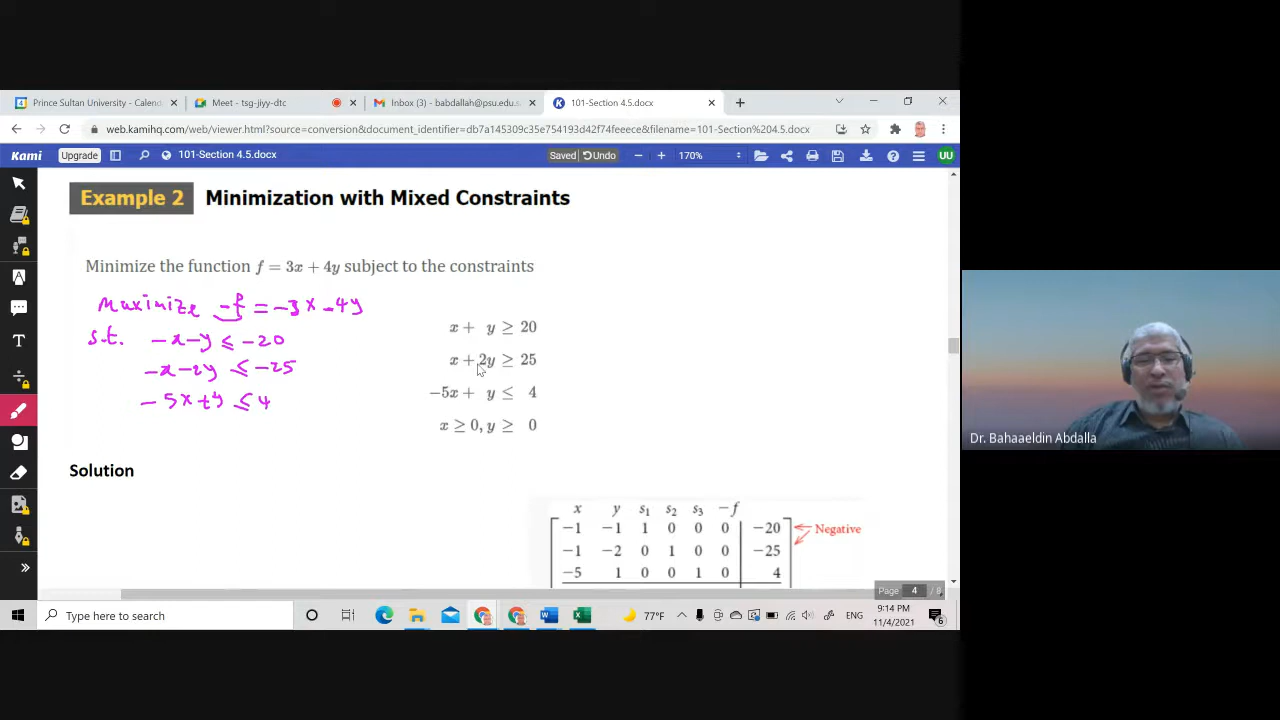 Prince Sultan University - Calend
Meet - tsg-jiyy-dtc
Inbox (3) - babdallah@psu.edu.s
101-Section 4.5.docx
web.kamihq.com/web/viewer.html?source=conversion&document_identifier=db7a145309c35e754193d42f74feeece&filename=101-Section%204.5.docx
Kami
Upgrade
101-Section 4.5.docx
Saved
Undo
170%
UU
Example 2 Minimization with Mixed Constraints
Minimize the function f = 3x + 4y subject to the constraints
Maximize -f = -3x -4y
s.t. -x-y ≤ -20
-x-2y ≤ -25
-5x+y ≤ 4
x + y ≥ 20
x + 2y ≥ 25
−5x + y ≤ 4
x ≥ 0, y ≥ 0
Solution
x y s1 s2 s3 −f
−1 −1 1 0 0 0 −20
−1 −2 0 1 0 0 −25
−5 1 0 0 1 0 4
Negative
Page 4 / 8
Dr. Bahaaeldin Abdalla
Type here to search
77°F
ENG
9:14 PM
11/4/2021
6